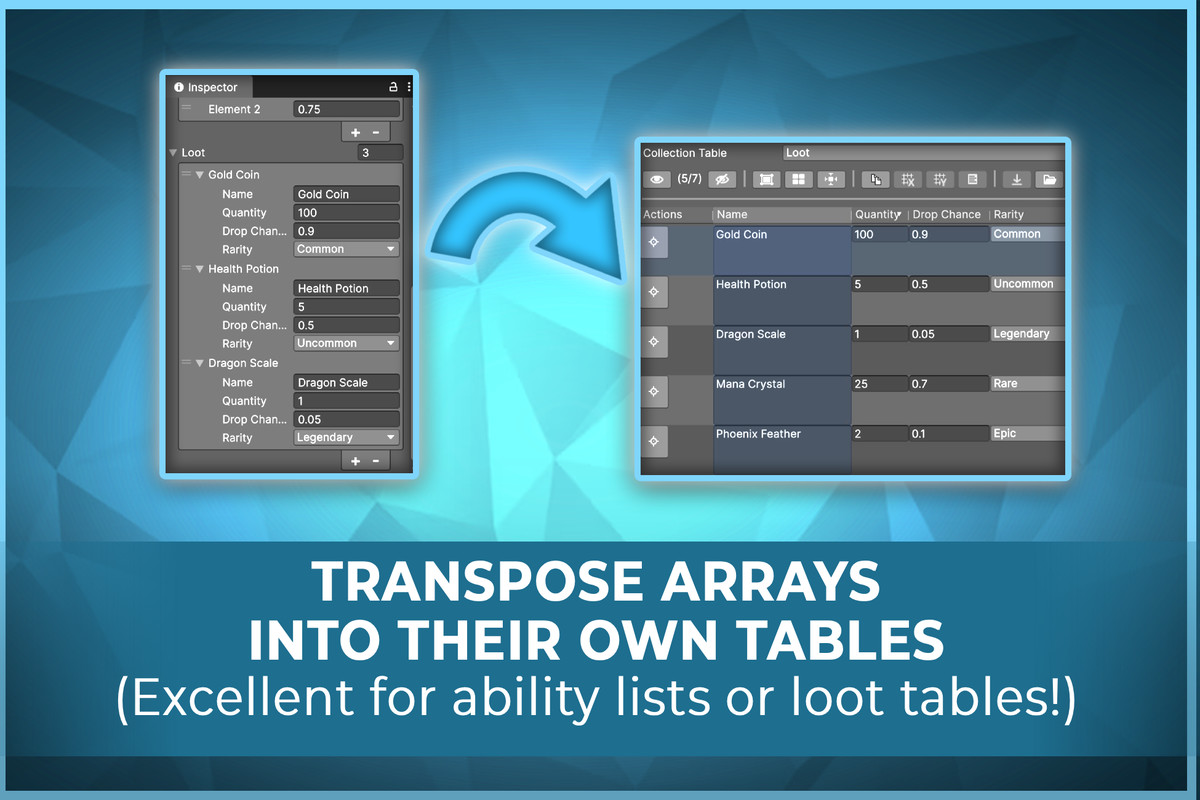 Inspector
Element 2 0.75
+ -
Loot 3
Gold Coin
Name Gold Coin
Quantity 100
Drop Chan... 0.9
Rarity Common
Health Potion
Name Health Potion
Quantity 5
Drop Chan... 0.5
Rarity Uncommon
Dragon Scale
Name Dragon Scale
Quantity 1
Drop Chan... 0.05
Rarity Legendary
+ -
Collection Table Loot
(5/7)
Actions Name Quantity Drop Chance Rarity
Gold Coin 100 0.9 Common
Health Potion 5 0.5 Uncommon
Dragon Scale 1 0.05 Legendary
Mana Crystal 25 0.7 Rare
Phoenix Feather 2 0.1 Epic
TRANSPOSE ARRAYS
INTO THEIR OWN TABLES
(Excellent for ability lists or loot tables!)